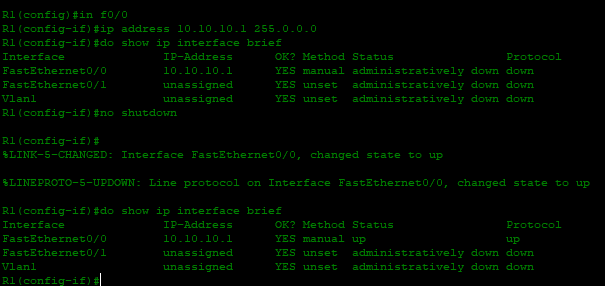 R1(config)#in f0/0
R1(config-if)#ip address 10.10.10.1 255.0.0.0
R1(config-if)#do show ip interface brief
Interface              IP-Address      OK? Method Status                Protocol
FastEthernet0/0        10.10.10.1      YES manual administratively down down
FastEthernet0/1        unassigned      YES unset  administratively down down
Vlan1                  unassigned      YES unset  administratively down down
R1(config-if)#no shutdown
R1(config-if)#
%LINK-5-CHANGED: Interface FastEthernet0/0, changed state to up
%LINEPROTO-5-UPDOWN: Line protocol on Interface FastEthernet0/0, changed state to up
R1(config-if)#do show ip interface brief
Interface              IP-Address      OK? Method Status                Protocol
FastEthernet0/0        10.10.10.1      YES manual up                    up
FastEthernet0/1        unassigned      YES unset  administratively down down
Vlan1                  unassigned      YES unset  administratively down down
R1(config-if)#